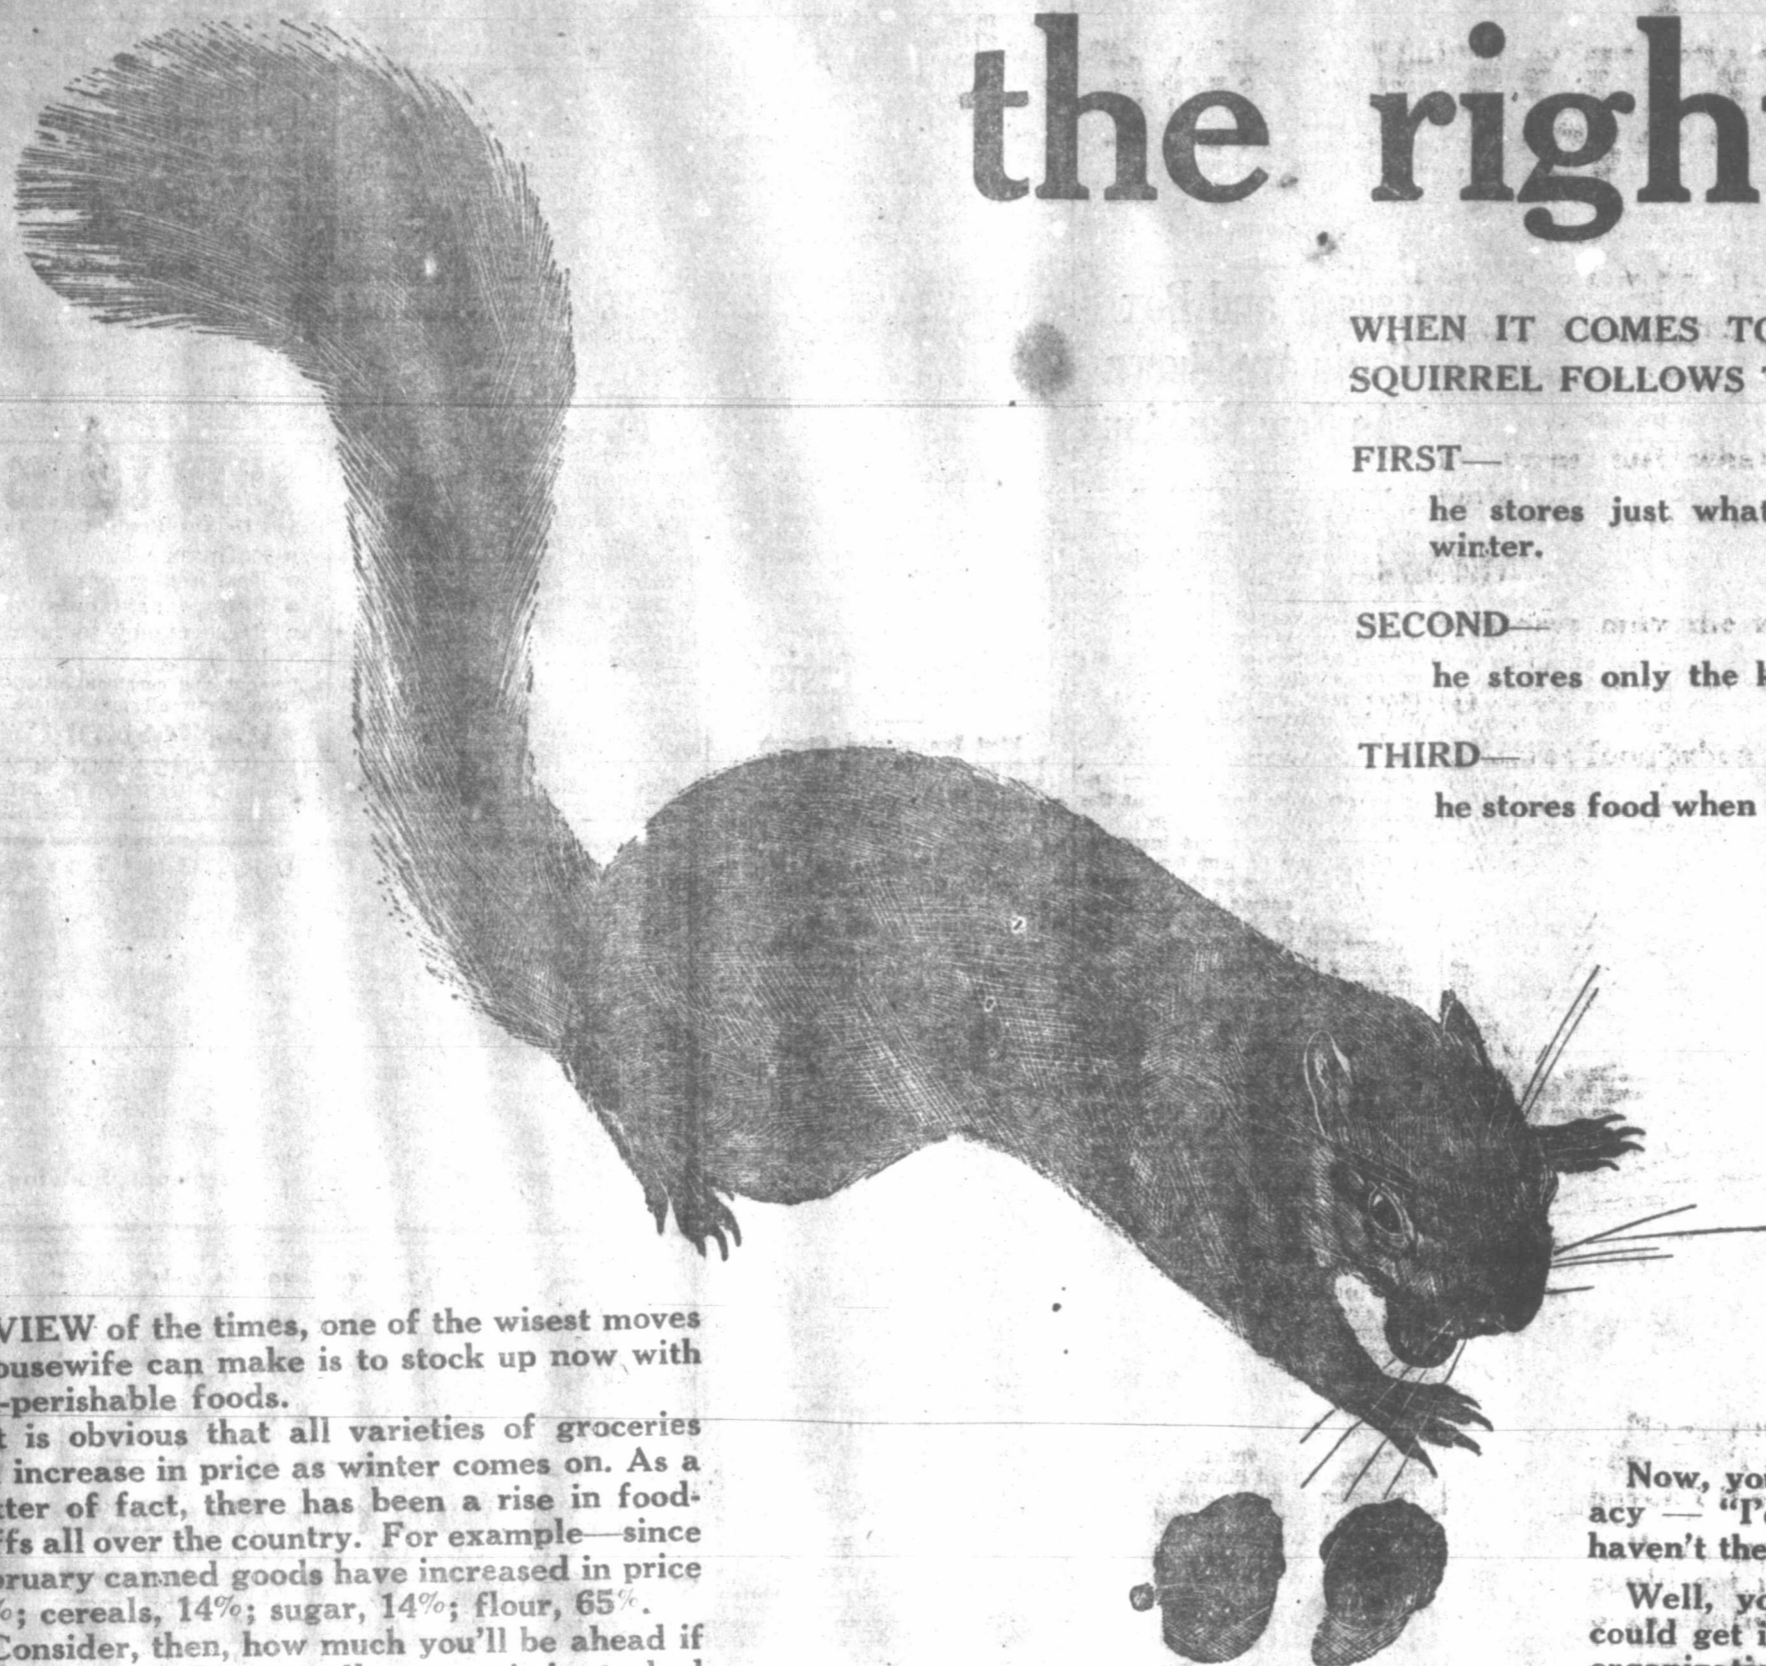 the right
WHEN IT COMES TO
SQUIRREL FOLLOWS
FIRST—
he stores just what
winter.
SECOND—
he stores only the
THIRD—
he stores food when
VIEW of the times, one of the wisest moves
ousewife can make is to stock up now with
-perishable foods.
t is obvious that all varieties of groceries
increase in price as winter comes on. As a
tter of fact, there has been a rise in food-
ffs all over the country. For example—since
bruary canned goods have increased in price
%; cereals, 14%; sugar, 14%; flour, 65%.
Consider, then, how much you'll be ahead if
Now, you
acy — "I'
haven't the
Well, yo
could get i